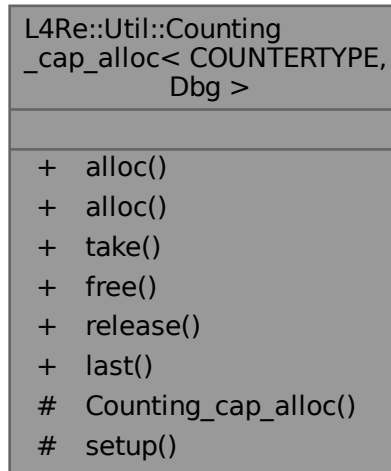 L4Re::Util::Counting
_cap_alloc< COUNTERTYPE,
Dbg >
+ alloc()
+ alloc()
+ take()
+ free()
+ release()
+ last()
# Counting_cap_alloc()
# setup()